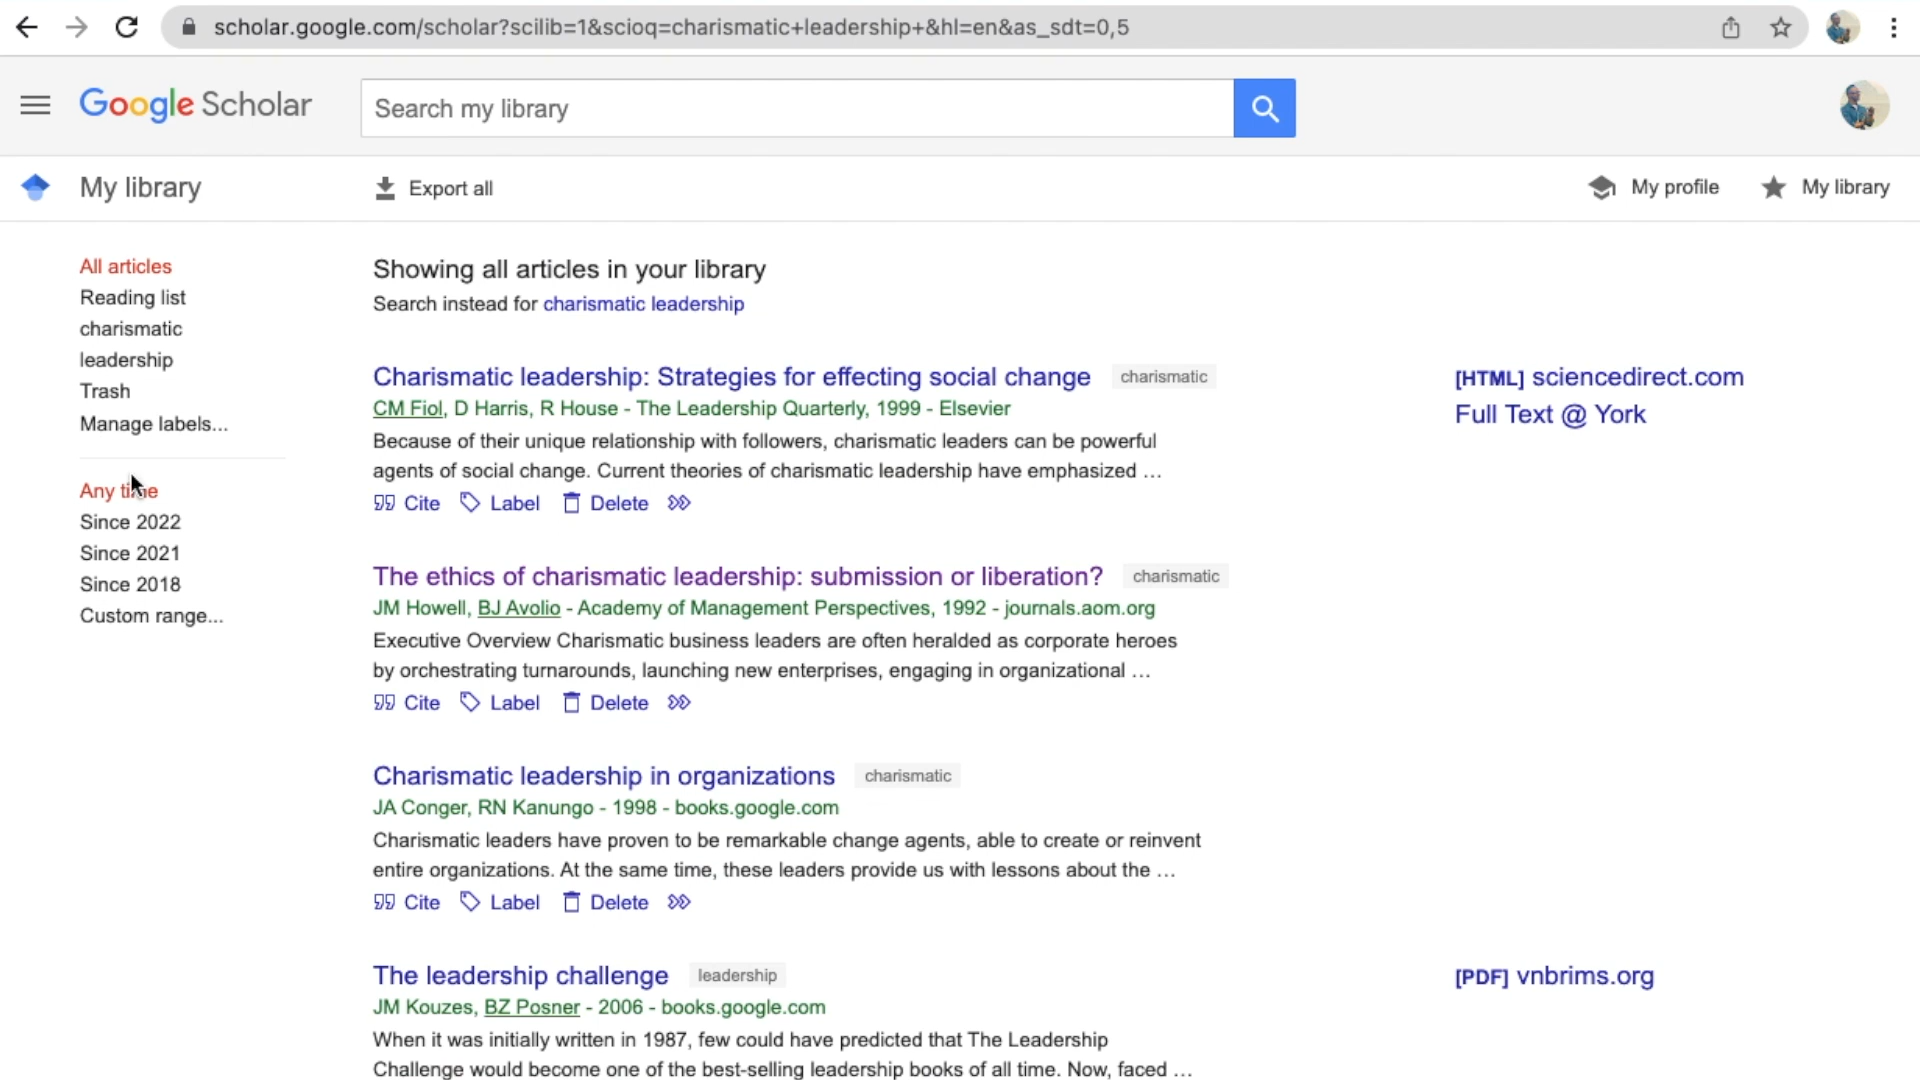 scholar.google.com/scholar?scilib=1&scioq=charismatic+leadership+&hl=en&as_sdt=0,5
Google Scholar
Search my library
My library
Export all
My profile
My library
All articles
Reading list
charismatic
leadership
Trash
Manage labels...
Any time
Since 2022
Since 2021
Since 2018
Custom range...
Showing all articles in your library
Search instead for charismatic leadership
Charismatic leadership: Strategies for effecting social change charismatic
CM Fiol, D Harris, R House - The Leadership Quarterly, 1999 - Elsevier
Because of their unique relationship with followers, charismatic leaders can be powerful
agents of social change. Current theories of charismatic leadership have emphasized ...
Cite Label Delete
[HTML] sciencedirect.com
Full Text @ York
The ethics of charismatic leadership: submission or liberation? charismatic
JM Howell, BJ Avolio - Academy of Management Perspectives, 1992 - journals.aom.org
Executive Overview Charismatic business leaders are often heralded as corporate heroes
by orchestrating turnarounds, launching new enterprises, engaging in organizational ...
Cite Label Delete
Charismatic leadership in organizations charismatic
JA Conger, RN Kanungo - 1998 - books.google.com
Charismatic leaders have proven to be remarkable change agents, able to create or reinvent
entire organizations. At the same time, these leaders provide us with lessons about the ...
Cite Label Delete
The leadership challenge leadership
JM Kouzes, BZ Posner - 2006 - books.google.com
When it was initially written in 1987, few could have predicted that The Leadership
Challenge would become one of the best-selling leadership books of all time. Now, faced ...
[PDF] vnbrims.org